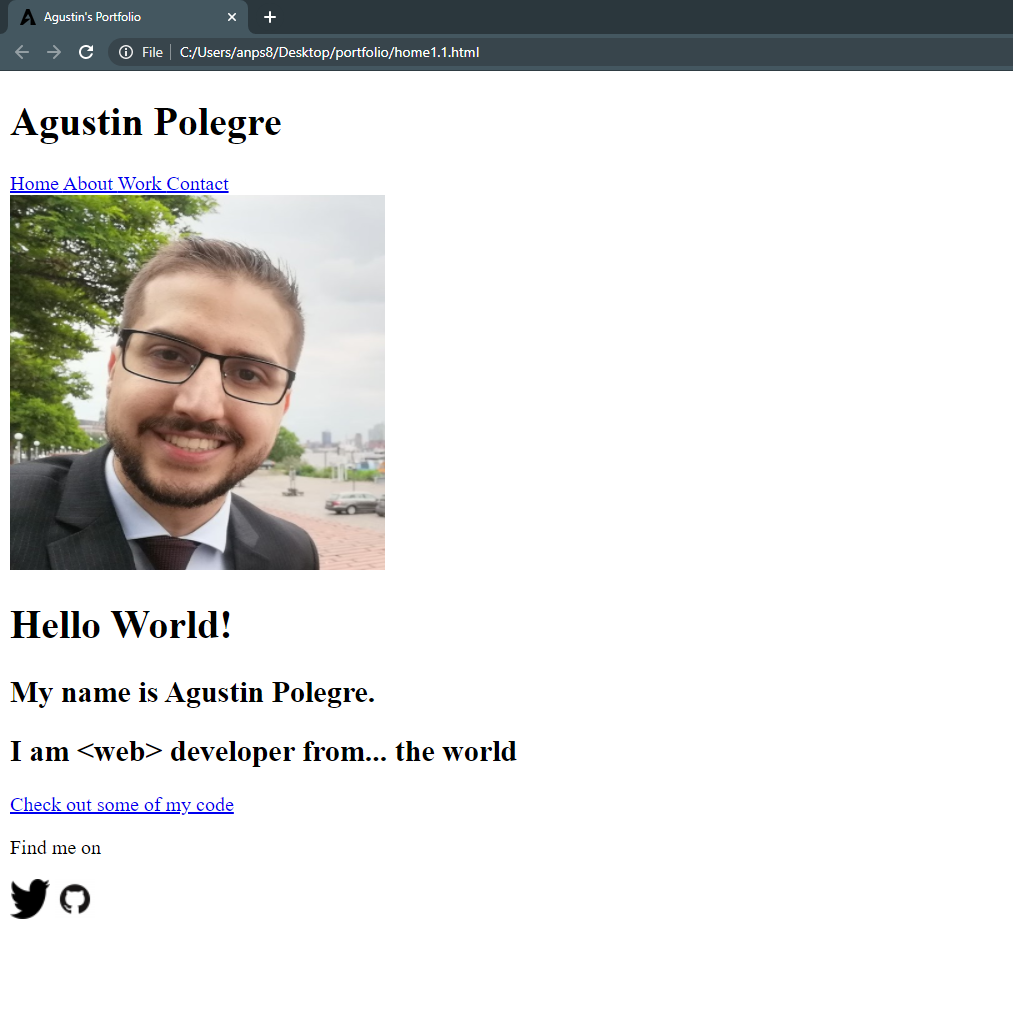 Agustin's Portfolio
File C:/Users/anps8/Desktop/portfolio/home1.1.html
Agustin Polegre
Home About Work Contact
Hello World!
My name is Agustin Polegre.
I am <web> developer from... the world
Check out some of my code
Find me on